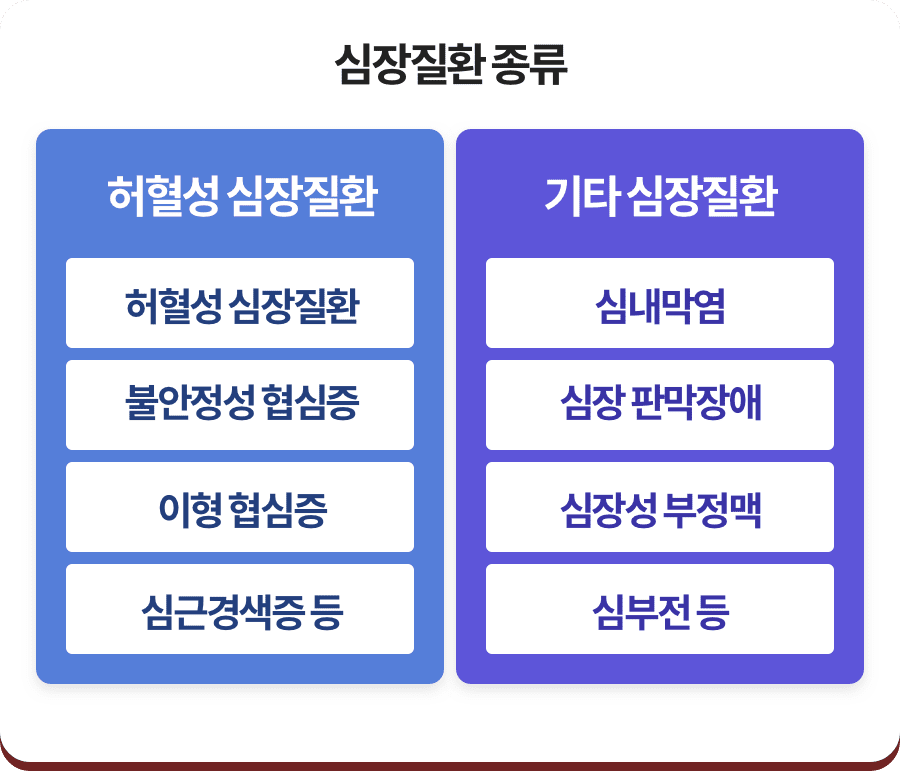 심장질환 종류
허혈성 심장질환
허혈성 심장질환
불안정성 협심증
이형 협심증
심근경색증 등
기타 심장질환
심내막염
심장 판막장애
심장성 부정맥
심부전 등